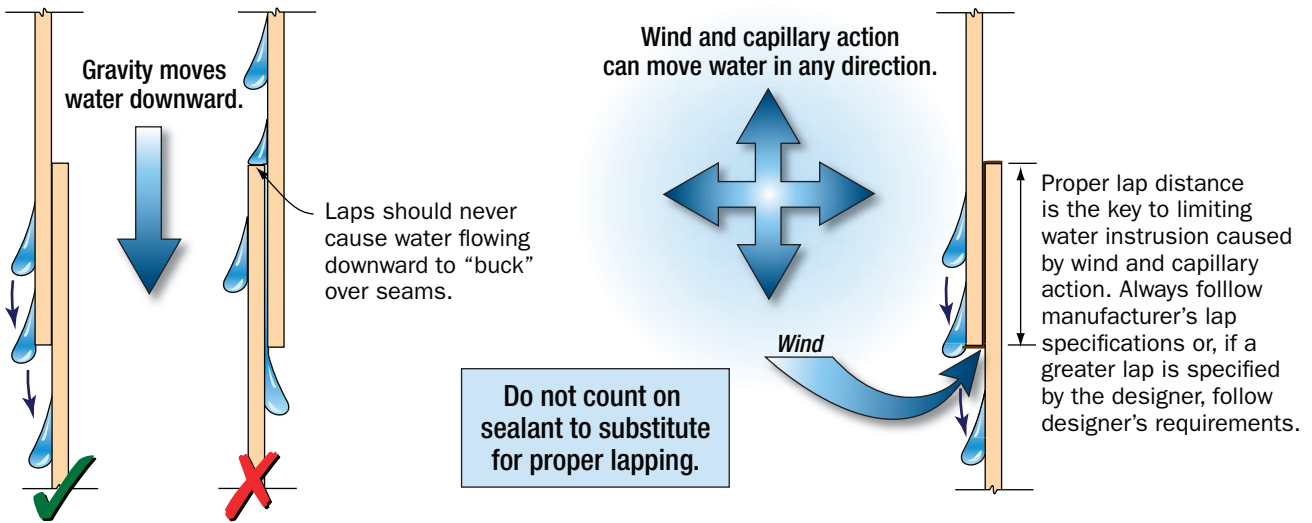 Gravity moves
water downward.
Laps should never
cause water flowing
downward to “buck”
over seams.
Wind and capillary action
can move water in any direction.
Wind
Do not count on
sealant to substitute
for proper lapping.
Proper lap distance
is the key to limiting
water instrusion caused
by wind and capillary
action. Always folllow
manufacturer’s lap
specifications or, if a
greater lap is specified
by the designer, follow
designer’s requirements.